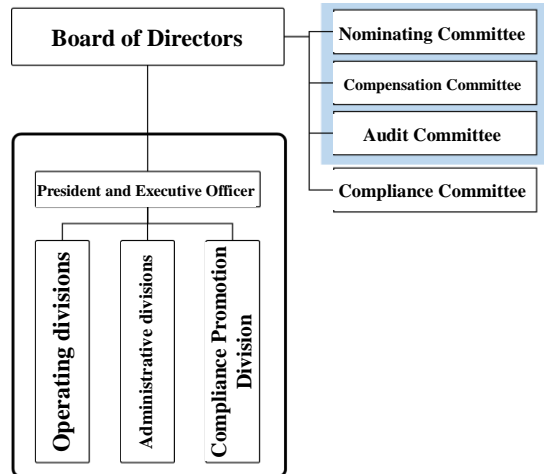 Board of Directors
Nominating Committee
Compensation Committee
Audit Committee
Compliance Committee
President and Executive Officer
Operating divisions
Administrative divisions
Compliance Promotion
Division